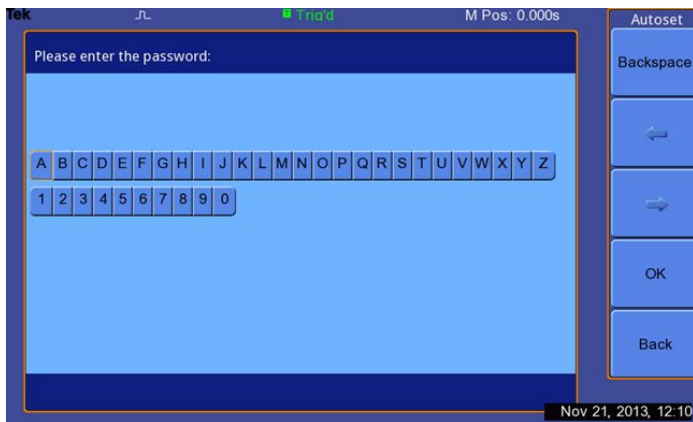 Tek Trig'd M Pos: 0.000s
Autoset
Please enter the password:
Backspace
A B C D E F G H I J K L M N O P Q R S T U V W X Y Z
1 2 3 4 5 6 7 8 9 0
OK
Back
Nov 21, 2013, 12:10